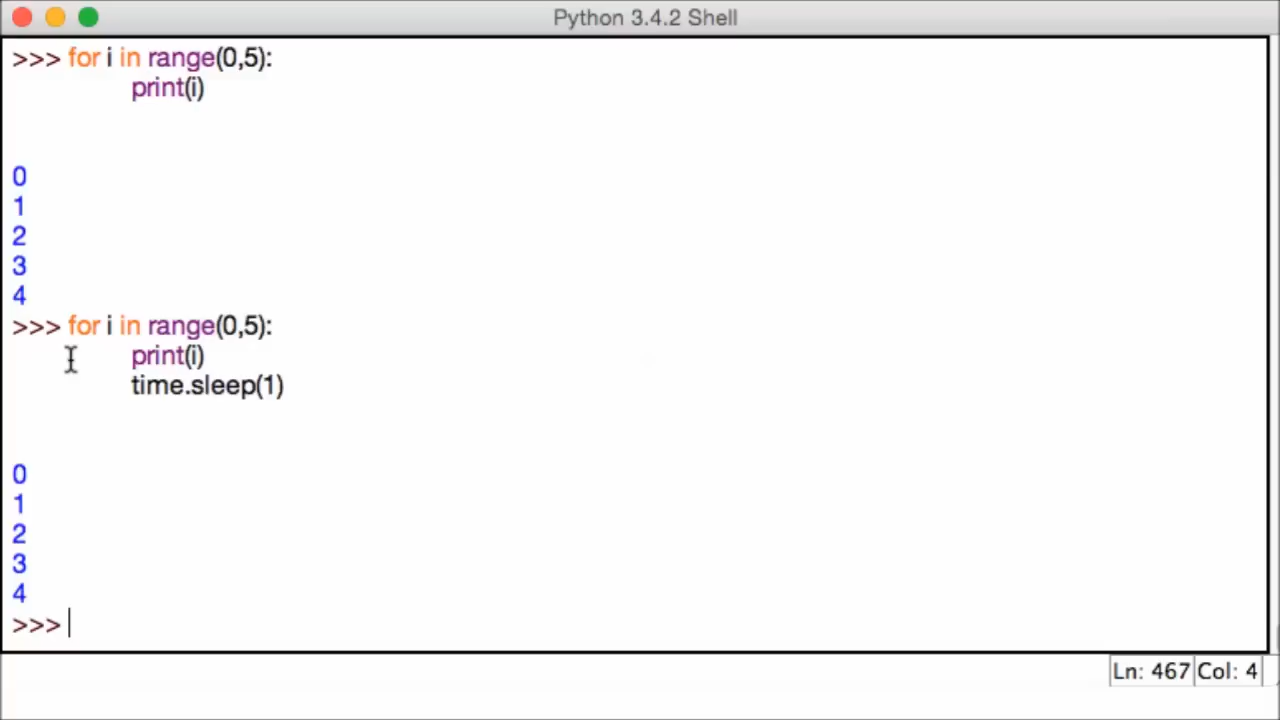 Python 3.4.2 Shell
>>> for i in range(0,5):
print(i)
0
1
2
3
4
>>> for i in range(0,5):
print(i)
time.sleep(1)
0
1
2
3
4
>>>
Ln: 467 Col: 4